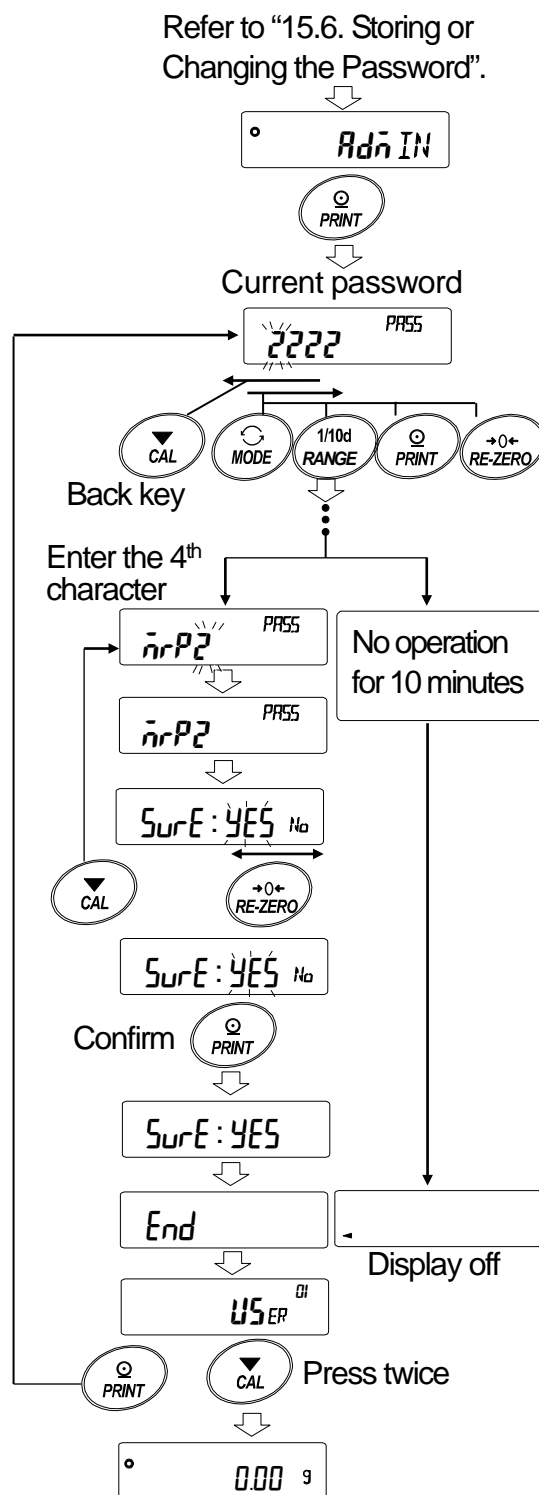 Refer to “15.6. Storing or
Changing the Password”.
Admin
PRINT
Current password
2222 PASS
CAL
MODE
1/10d
RANGE
PRINT
→0←
RE-ZERO
Back key
Enter the 4th
character
mrP2 PASS
No operation
for 10 minutes
mrP2 PASS
SurE:YES No
CAL
→0←
RE-ZERO
SurE:YES No
Confirm
PRINT
SurE:YES
End
Display off
USER 01
PRINT
CAL
Press twice
0.00 g